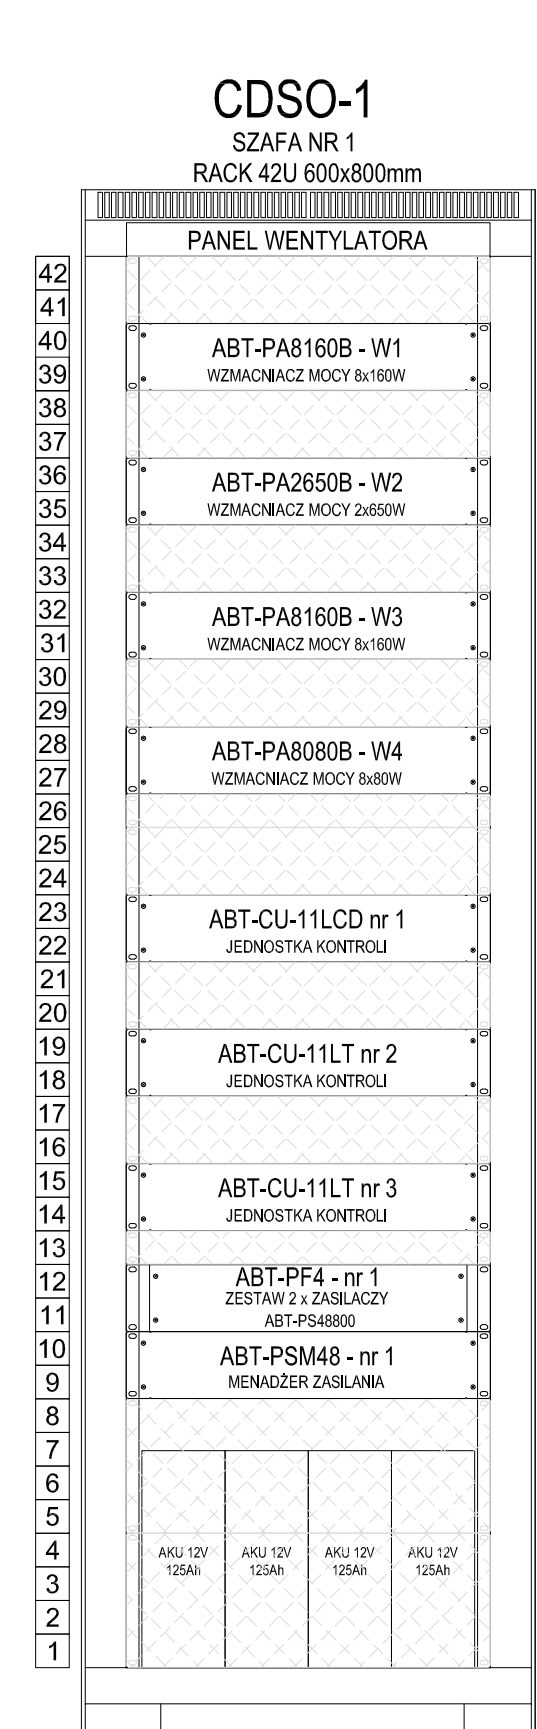 CDSO-1
SZAFA NR 1
RACK 42U 600x800mm
PANEL WENTYLATORA
42
41
40
39
ABT-PA8160B - W1
WZMACNIACZ MOCY 8x160W
38
37
36
35
ABT-PA2650B - W2
WZMACNIACZ MOCY 2x650W
34
33
32
31
ABT-PA8160B - W3
WZMACNIACZ MOCY 8x160W
30
29
28
27
ABT-PA8080B - W4
WZMACNIACZ MOCY 8x80W
26
25
24
23
22
ABT-CU-11LCD nr 1
JEDNOSTKA KONTROLI
21
20
19
18
ABT-CU-11LT nr 2
JEDNOSTKA KONTROLI
17
16
15
14
ABT-CU-11LT nr 3
JEDNOSTKA KONTROLI
13
12
11
ABT-PF4 - nr 1
ZESTAW 2 x ZASILACZY
ABT-PS48800
10
9
ABT-PSM48 - nr 1
MENADŻER ZASILANIA
8
7
6
5
4
3
2
1
AKU 12V
125Ah
AKU 12V
125Ah
AKU 12V
125Ah
AKU 12V
125Ah